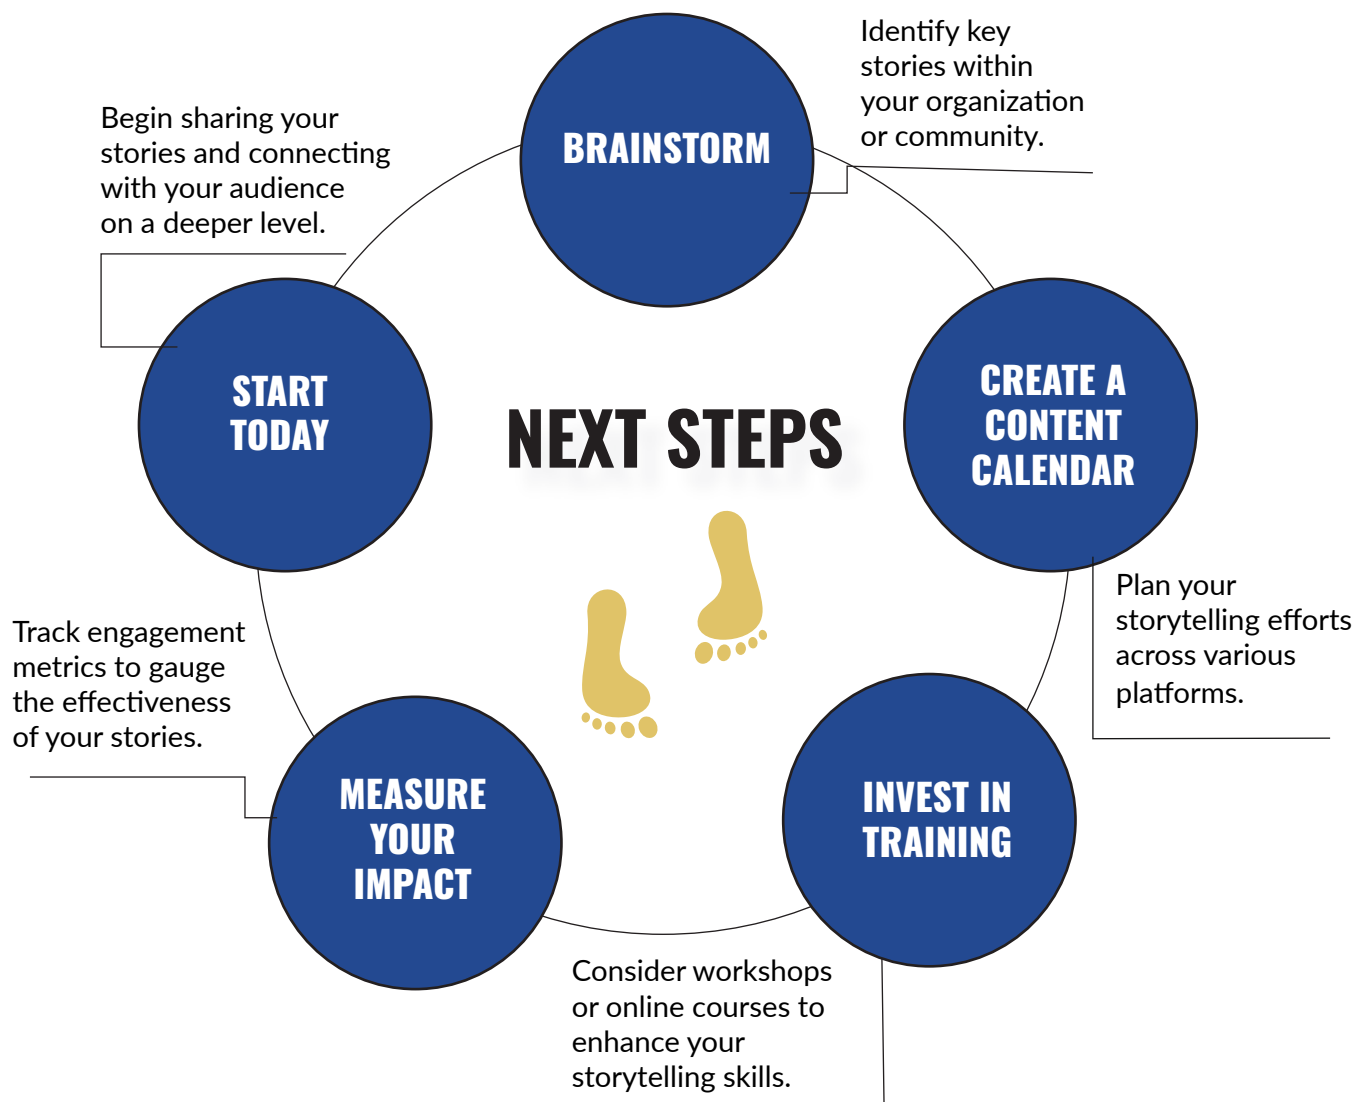 BRAINSTORM
Identify key
stories within
your organization
or community.
CREATE A
CONTENT
CALENDAR
Plan your
storytelling efforts
across various
platforms.
INVEST IN
TRAINING
Consider workshops
or online courses to
enhance your
storytelling skills.
MEASURE
YOUR
IMPACT
Track engagement
metrics to gauge
the effectiveness
of your stories.
START
TODAY
Begin sharing your
stories and connecting
with your audience
on a deeper level.
NEXT STEPS